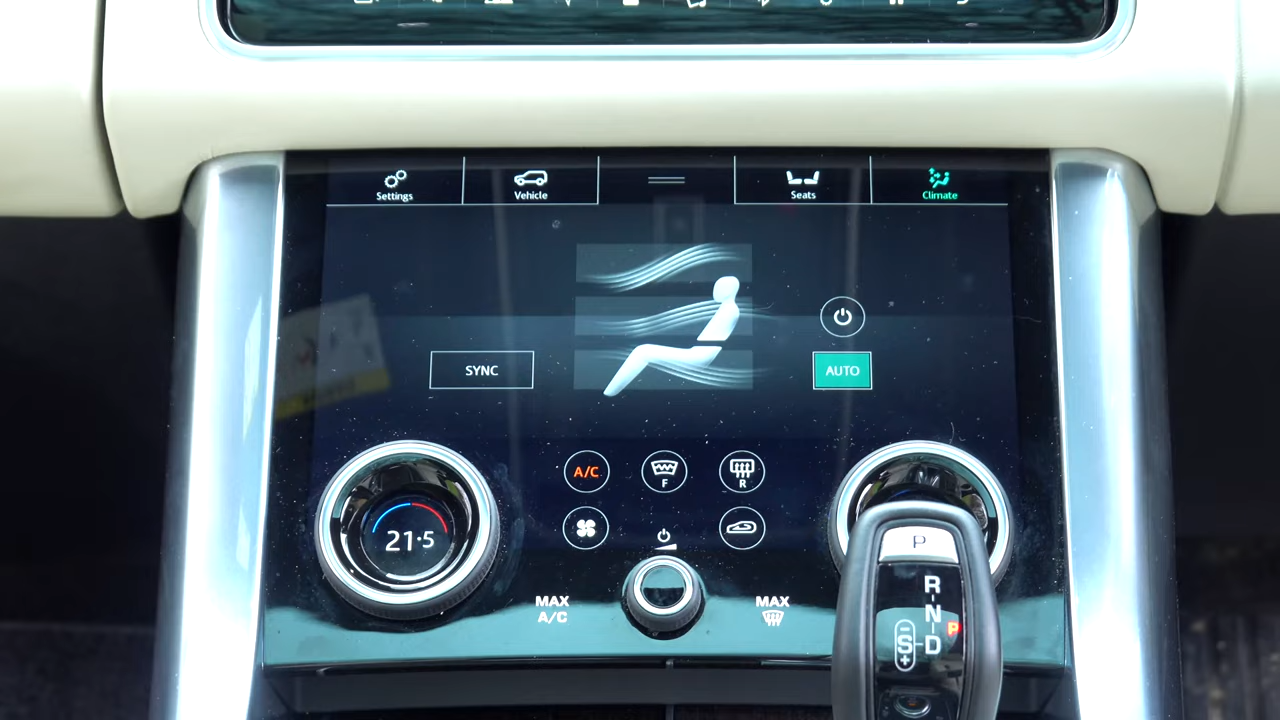 Settings
Vehicle
Seats
Climate
SYNC
AUTO
A/C
F
R
21·5
MAX
A/C
MAX
P
R
N
D
P
S